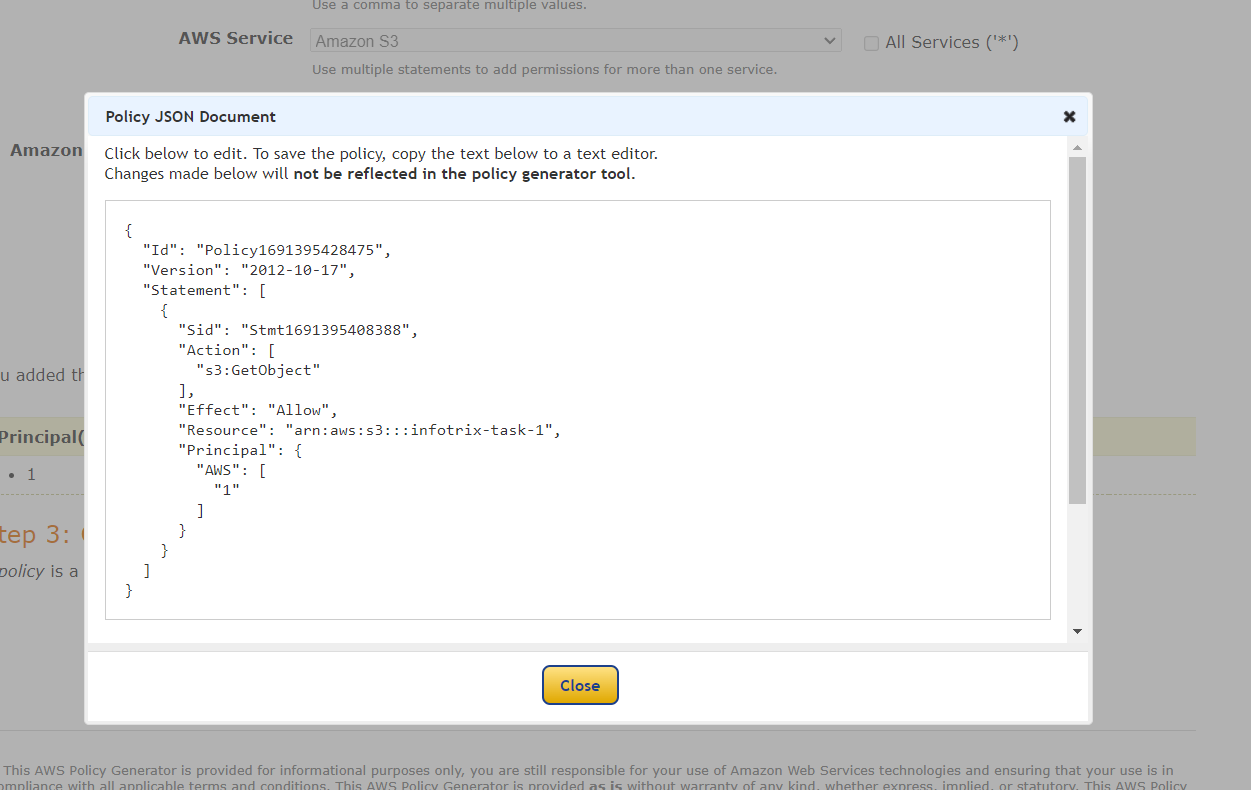 Use a comma to separate multiple values.
AWS Service Amazon S3 All Services ('*')
Use multiple statements to add permissions for more than one service.
Policy JSON Document
Amazon
Click below to edit. To save the policy, copy the text below to a text editor.
Changes made below will not be reflected in the policy generator tool.
{
"Id": "Policy1691395428475",
"Version": "2012-10-17",
"Statement": [
{
"Sid": "Stmt1691395408388",
"Action": [
"s3:GetObject"
],
"Effect": "Allow",
"Resource": "arn:aws:s3:::infotrix-task-1",
"Principal": {
"AWS": [
"1"
]
}
}
]
}
u added th
Principal(
• 1
tep 3:
policy is a
Close
This AWS Policy Generator is provided for informational purposes only, you are still responsible for your use of Amazon Web Services technologies and ensuring that your use is in
ompliance with all applicable terms and conditions. This AWS Policy Generator is provided as is without warranty of any kind, whether express, implied, or statutory. This AWS Policy